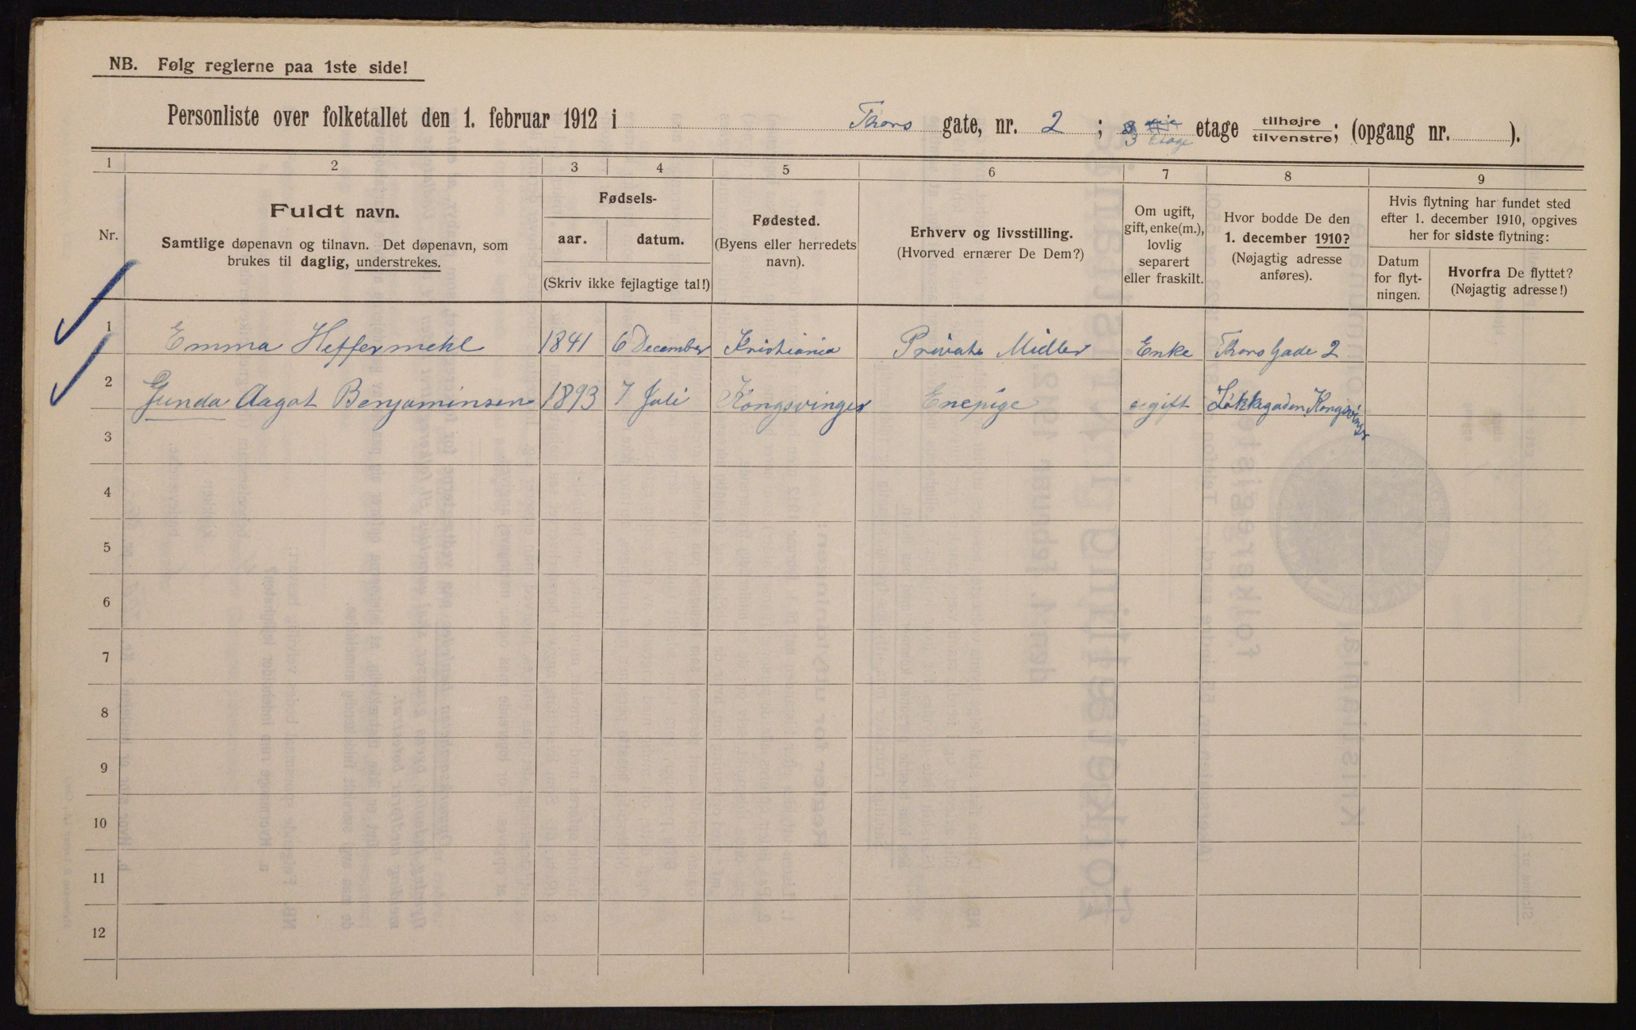 NB. Følg reglerne paa 1ste side!
Personliste over folketallet den 1. februar 1912 i Thors gate, nr. 2; 3 etage tilhøjre tilvenstre; (opgang nr. ).
1 2 3 4 5 6 7 8 9
Nr.
Fuldt navn.
Samtlige døpenavn og tilnavn. Det døpenavn, som
brukes til daglig, understrekes.
Fødsels-
aar. datum.
(Skriv ikke fejlagtige tal!)
Fødested.
(Byens eller herredets
navn).
Erhverv og livsstilling.
(Hvorved ernærer De Dem?)
Om ugift,
gift, enke(m.),
lovlig
separert
eller fraskilt.
Hvor bodde De den
1. december 1910?
(Nøjagtig adresse
anføres).
Hvis flytning har fundet sted
efter 1. december 1910, opgives
her for sidste flytning:
Datum
for flyt-
ningen.
Hvorfra De flyttet?
(Nøjagtig adresse!)
1 Emma Heffermehl 1841 6 December Kristiania Private Midler Enke Thors Gade 2
2 Gunda Aagot Benjaminsen 1893 7 Juli Kongsvinger Enepige ugift Løkkegaden, Kongsvinger
3
4
5
6
7
8
9
10
11
12